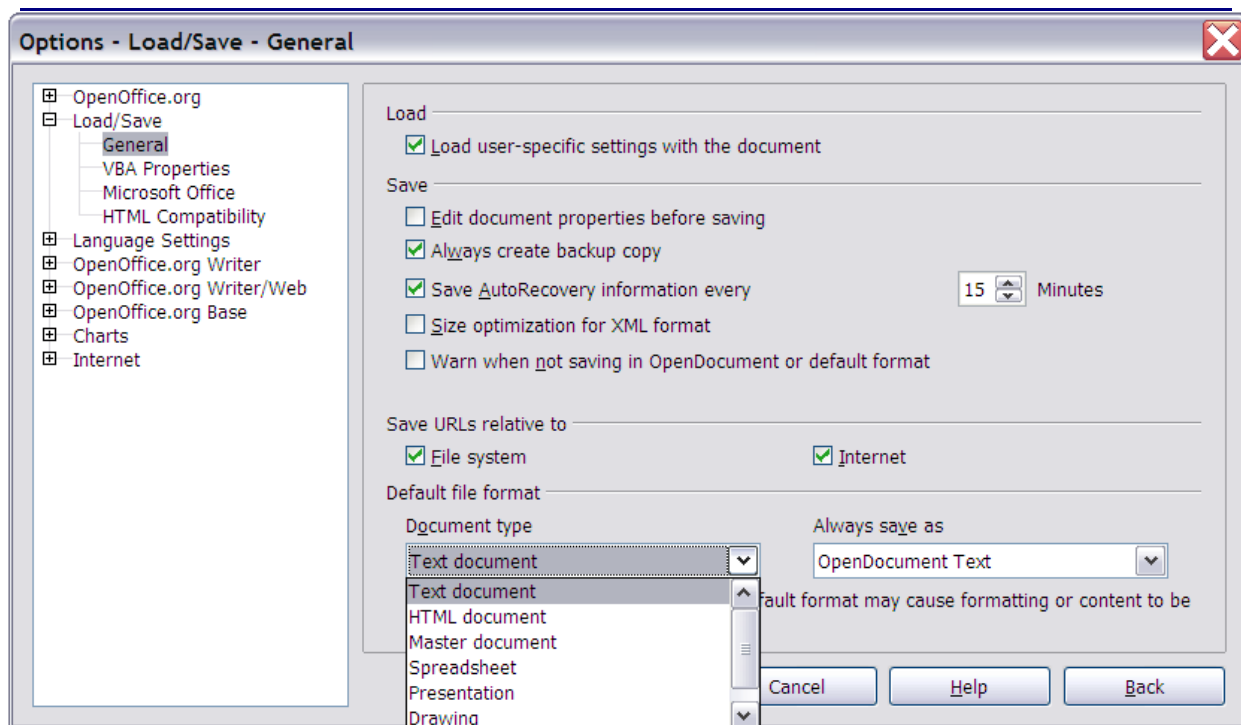 Options - Load/Save - General
OpenOffice.org
Load/Save
General
VBA Properties
Microsoft Office
HTML Compatibility
Language Settings
OpenOffice.org Writer
OpenOffice.org Writer/Web
OpenOffice.org Base
Charts
Internet
Load
Load user-specific settings with the document
Save
Edit document properties before saving
Always create backup copy
Save AutoRecovery information every 15 Minutes
Size optimization for XML format
Warn when not saving in OpenDocument or default format
Save URLs relative to
File system Internet
Default file format
Document type Always save as
Text document OpenDocument Text
Text document
fault format may cause formatting or content to be
HTML document
Master document
Spreadsheet
Presentation
Drawing
Cancel Help Back